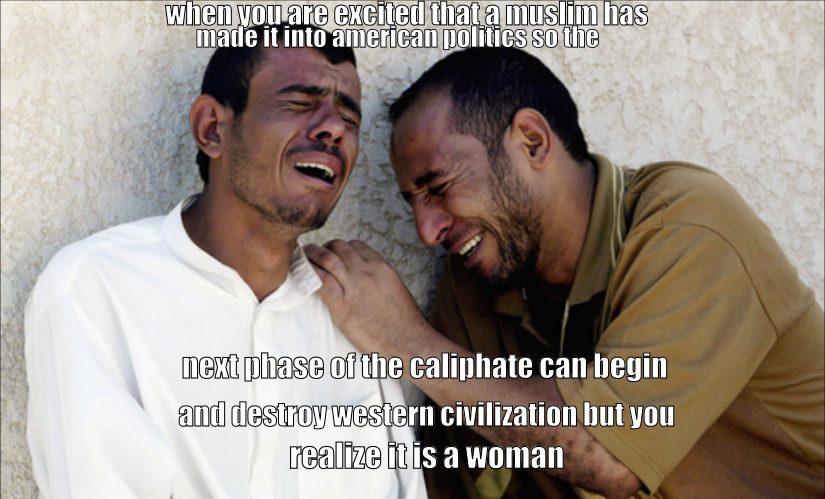 when you are excited that a muslim has
made it into american politics so the
next phase of the caliphate can begin
and destroy western civilization but you
realize it is a woman